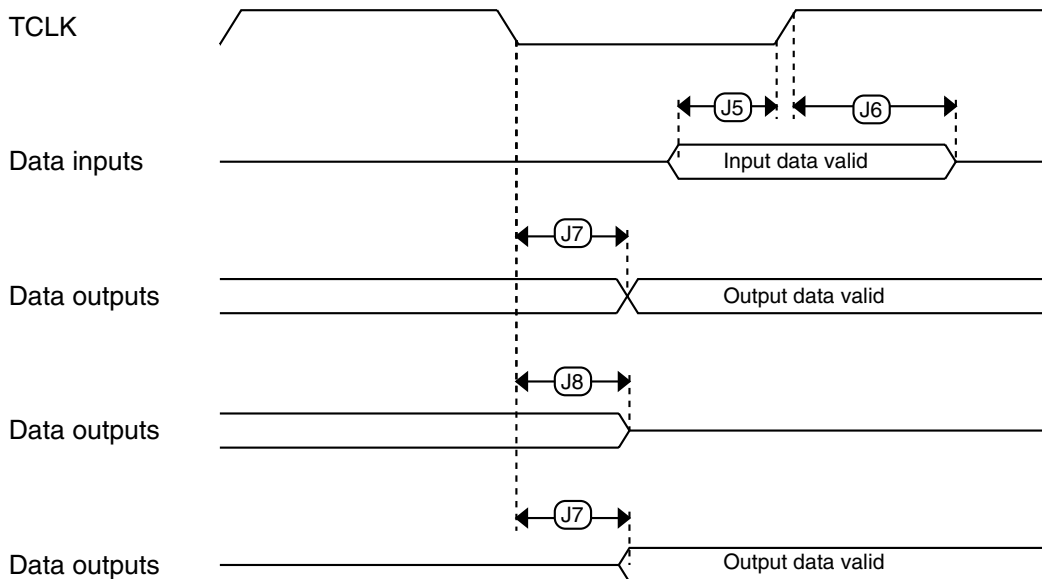 TCLK
J5
J6
Data inputs
Input data valid
J7
Data outputs
Output data valid
J8
Data outputs
J7
Data outputs
Output data valid